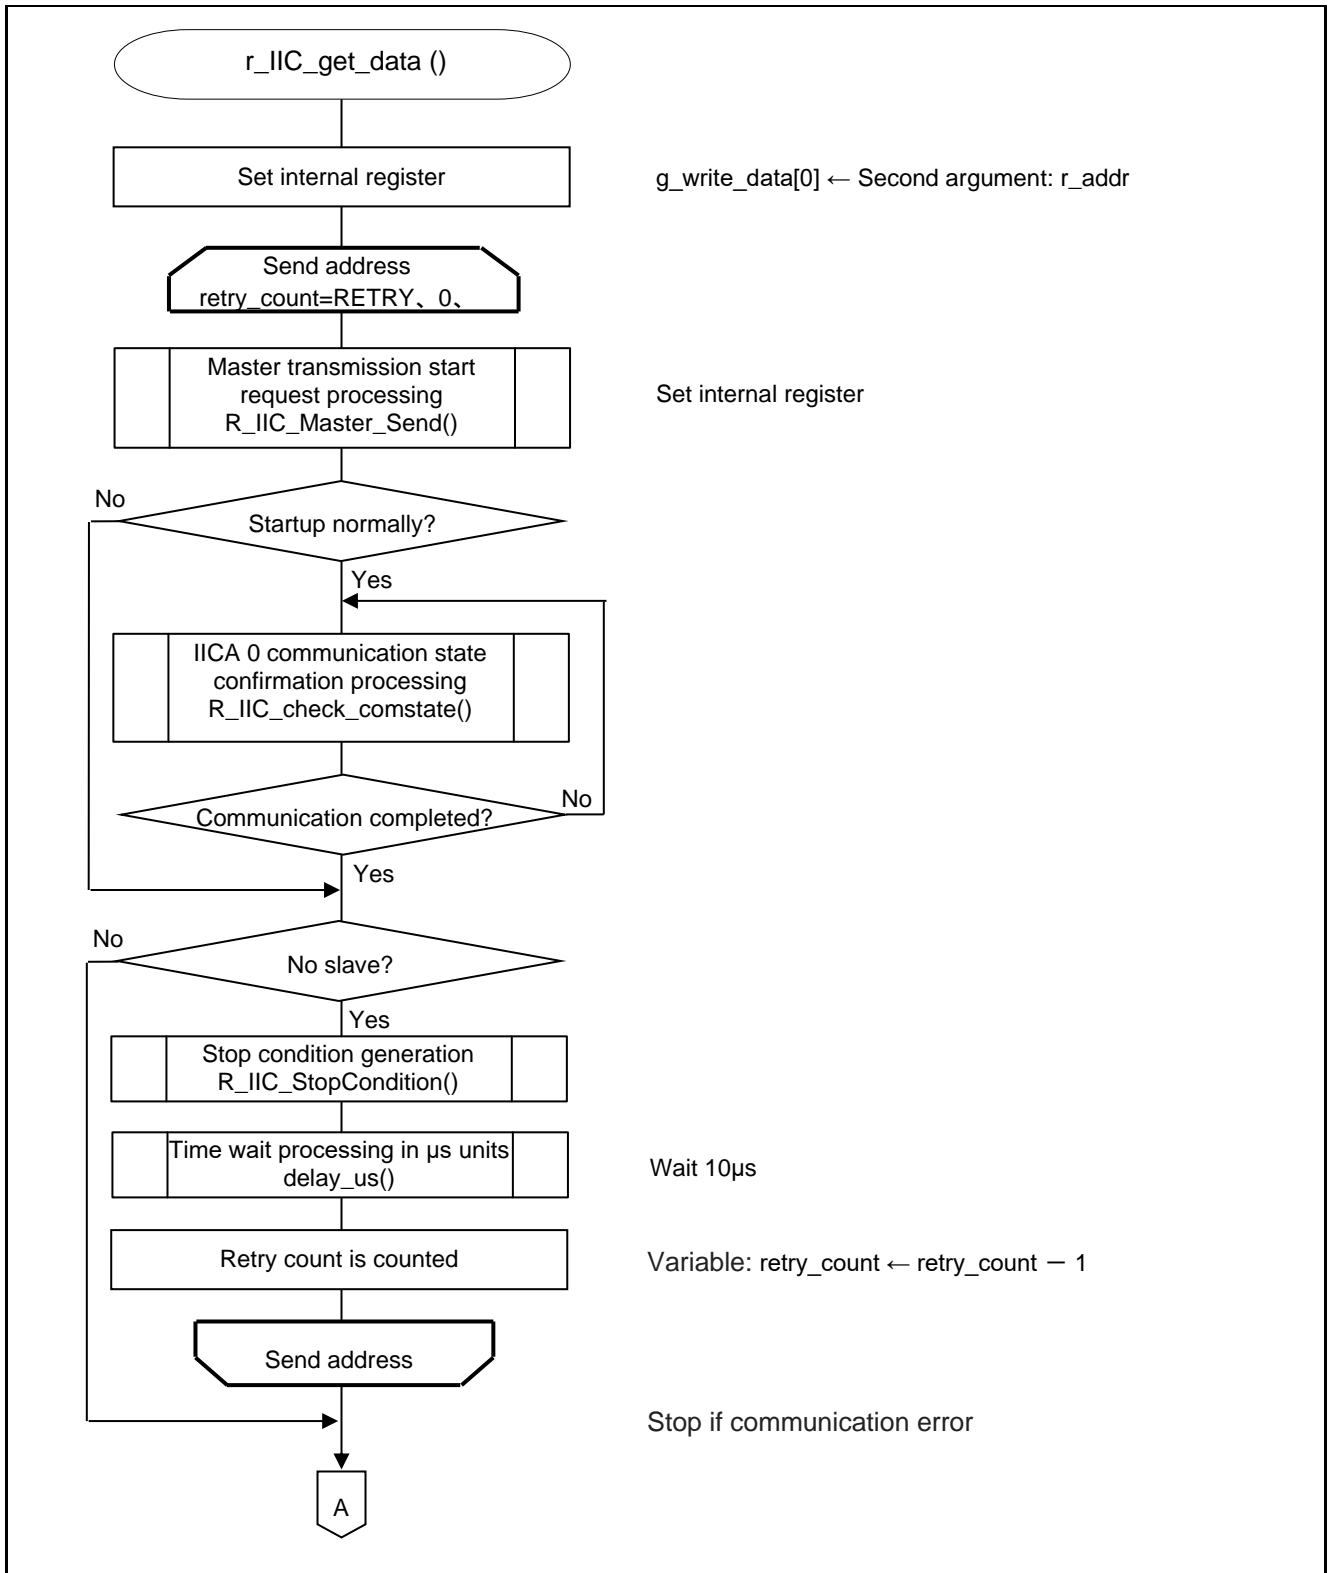 r_IIC_get_data ()
Set internal register
g_write_data[0] ← Second argument: r_addr
Send address
retry_count=RETRY、0、
Master transmission start
request processing
R_IIC_Master_Send()
Set internal register
No
Startup normally?
Yes
IICA 0 communication state
confirmation processing
R_IIC_check_comstate()
Communication completed?
No
Yes
No
No slave?
Yes
Stop condition generation
R_IIC_StopCondition()
Time wait processing in µs units
delay_us()
Wait 10µs
Retry count is counted
Variable: retry_count ← retry_count － 1
Send address
Stop if communication error
A